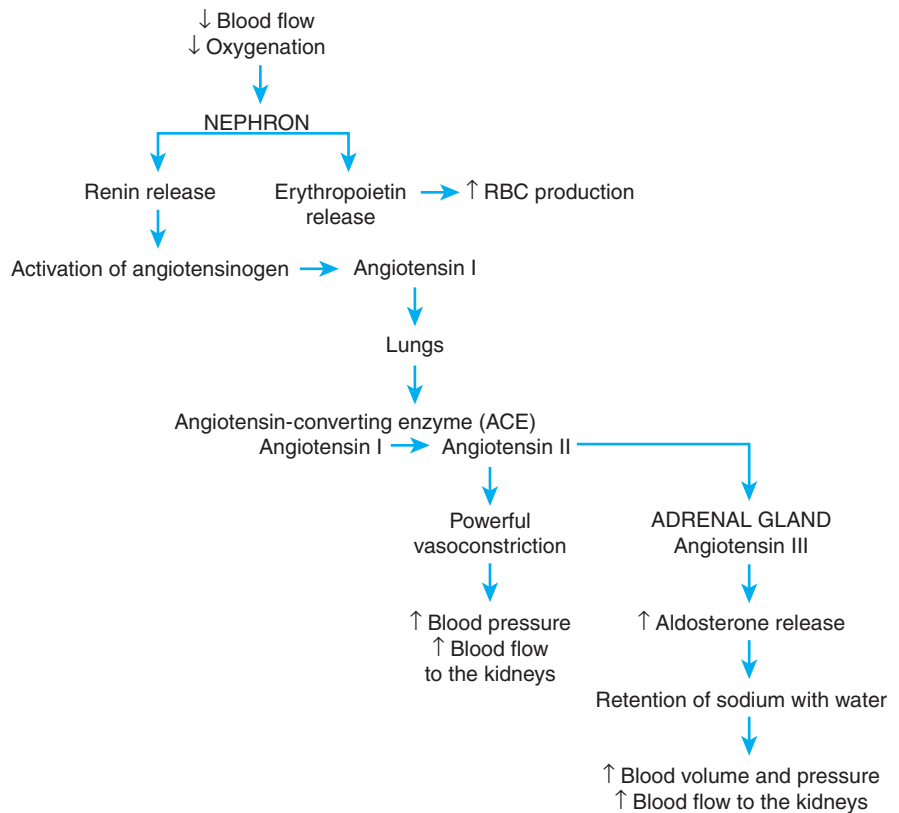 ↓ Blood flow
↓ Oxygenation
NEPHRON
Renin release
Erythropoietin
release
↑ RBC production
Activation of angiotensinogen
Angiotensin I
Lungs
Angiotensin-converting enzyme (ACE)
Angiotensin I
Angiotensin II
Powerful
vasoconstriction
↑ Blood pressure
↑ Blood flow
to the kidneys
ADRENAL GLAND
Angiotensin III
↑ Aldosterone release
Retention of sodium with water
↑ Blood volume and pressure
↑ Blood flow to the kidneys